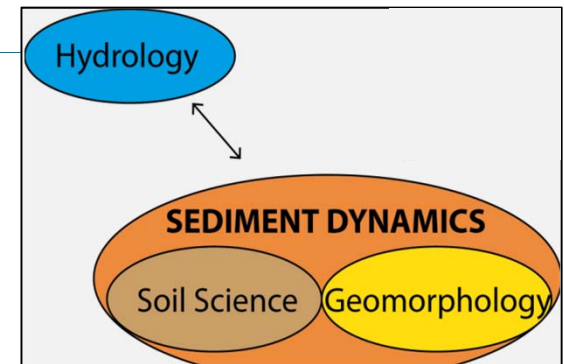 Hydrology
SEDIMENT DYNAMICS
Soil Science
Geomorphology